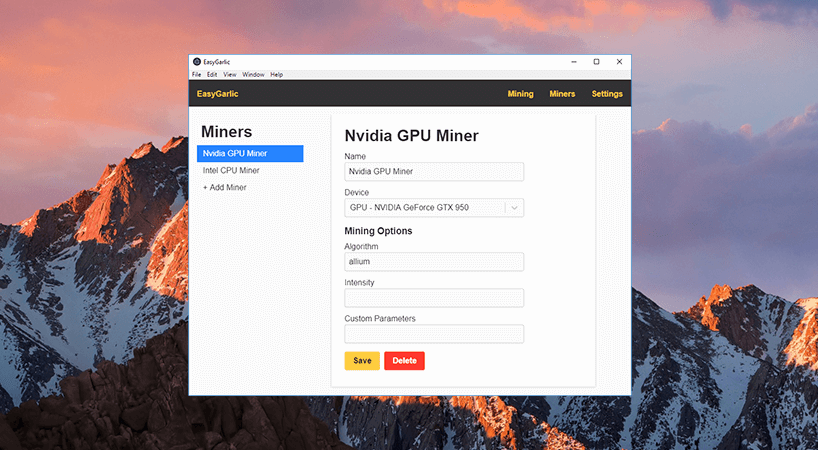 EasyGarlic
File Edit View Window Help
EasyGarlic Mining Miners Settings
Miners
Nvidia GPU Miner
Intel CPU Miner
+ Add Miner
Nvidia GPU Miner
Name
Nvidia GPU Miner
Device
GPU - NVIDIA GeForce GTX 950
Mining Options
Algorithm
allium
Intensity
Custom Parameters
Save Delete